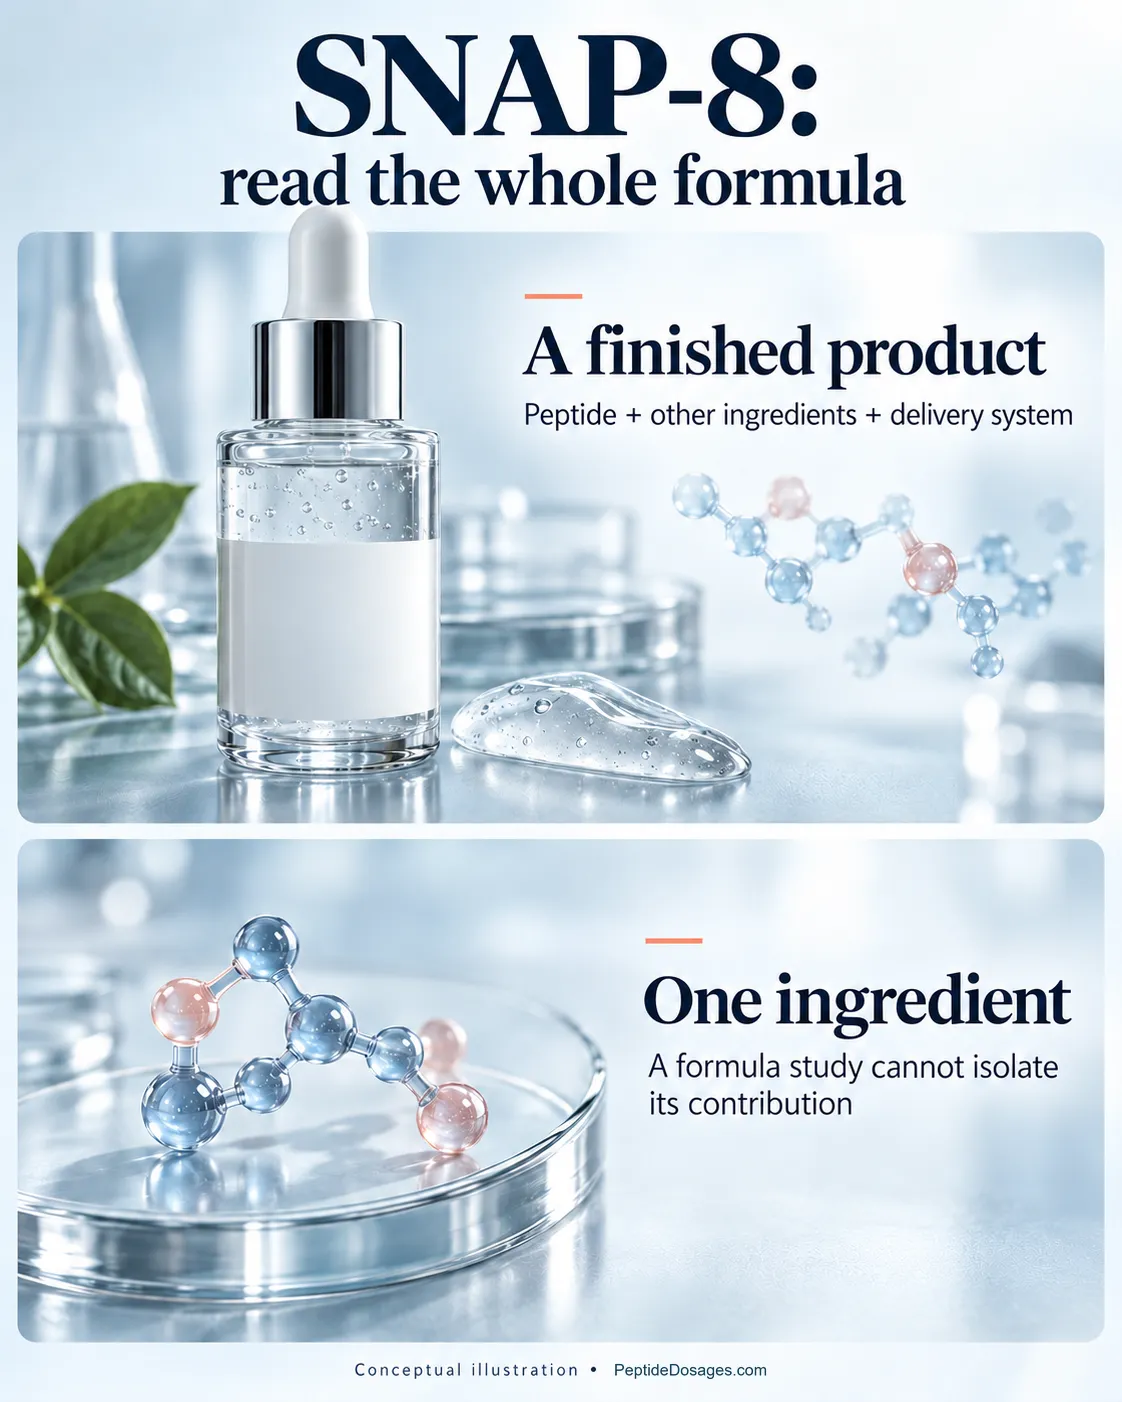 SNAP-8:
read the whole formula
A finished product
Peptide + other ingredients + delivery system
One ingredient
A formula study cannot isolate
its contribution
Conceptual illustration • PeptideDosages.com